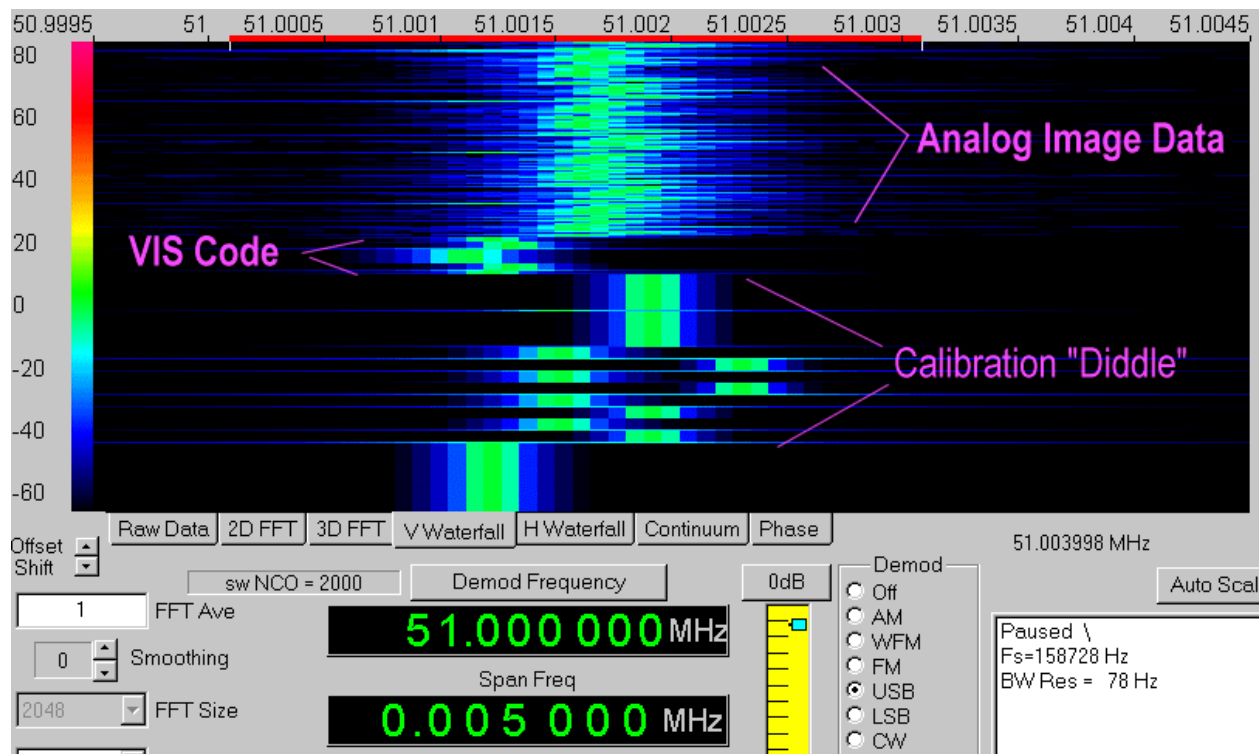 50.9995 51 51.0005 51.001 51.0015 51.002 51.0025 51.003 51.0035 51.004 51.0045
80
60
40
20
0
-20
-40
-60
Analog Image Data
VIS Code
Calibration "Diddle"
Raw Data 2D FFT 3D FFT V Waterfall H Waterfall Continuum Phase
51.003998 MHz
Offset
Shift
sw NCO = 2000
Demod Frequency
0dB
Demod
Auto Scal
1 FFT Ave
51.000 000 MHz
0 Smoothing
Span Freq
2048 FFT Size
0.005 000 MHz
Off
AM
WFM
FM
USB
LSB
CW
Paused \
Fs=158728 Hz
BW Res = 78 Hz